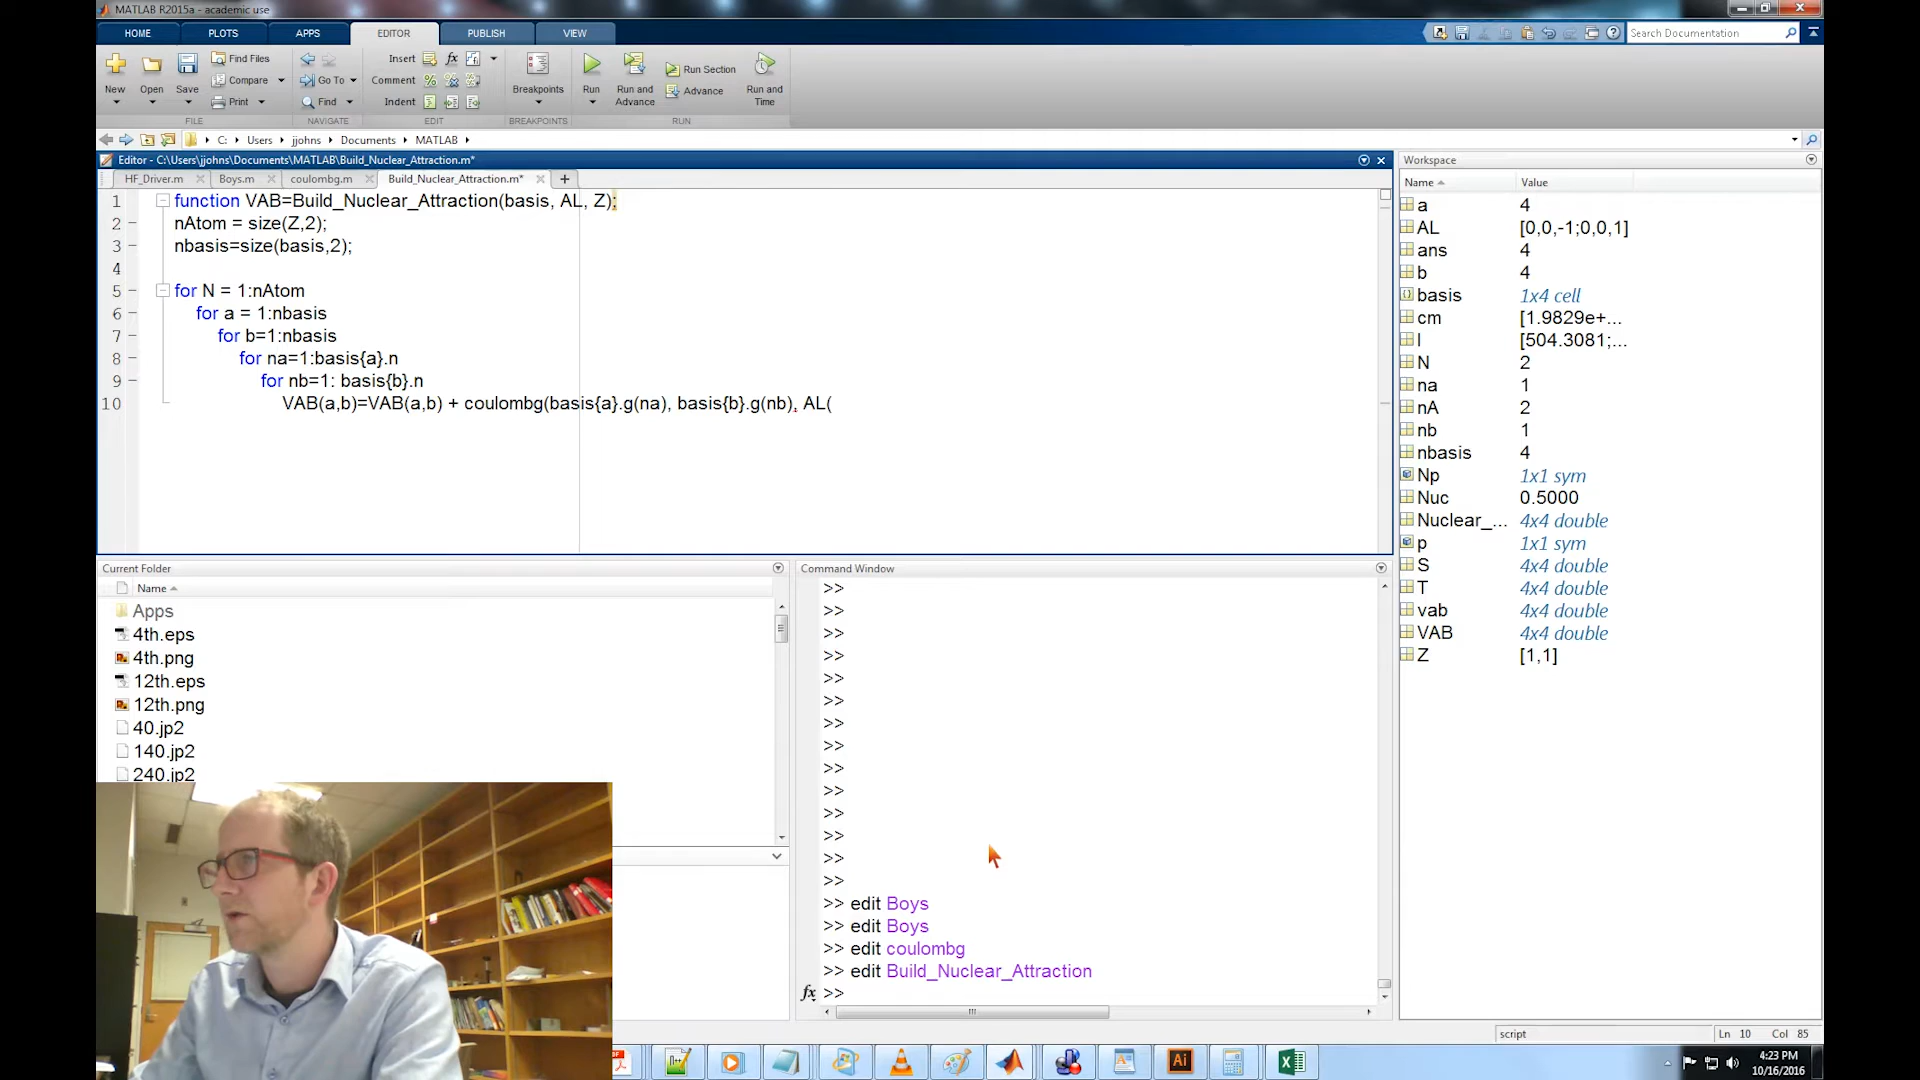 MATLAB R2015a - academic use
HOME PLOTS APPS EDITOR PUBLISH VIEW
Search Documentation
New
Open
Save
Find Files
Compare
Print
FILE
Go To
Find
NAVIGATE
Insert
Comment
Indent
EDIT
Breakpoints
BREAKPOINTS
Run
Run and Advance
Run Section
Advance
Run and Time
RUN
C: Users jjohns Documents MATLAB
Editor - C:\Users\jjohns\Documents\MATLAB\Build_Nuclear_Attraction.m*
HF_Driver.m Boys.m coulombg.m Build_Nuclear_Attraction.m*
1 function VAB=Build_Nuclear_Attraction(basis, AL, Z);
2 nAtom = size(Z,2);
3 nbasis=size(basis,2);
4
5 for N = 1:nAtom
6 for a = 1:nbasis
7 for b=1:nbasis
8 for na=1:basis{a}.n
9 for nb=1: basis{b}.n
10 VAB(a,b)=VAB(a,b) + coulombg(basis{a}.g(na), basis{b}.g(nb), AL(
Workspace
Name Value
a 4
AL [0,0,-1;0,0,1]
ans 4
b 4
basis 1x4 cell
cm [1.9829e+...
l [504.3081;...
N 2
na 1
nA 2
nb 1
nbasis 4
Np 1x1 sym
Nuc 0.5000
Nuclear_... 4x4 double
p 1x1 sym
S 4x4 double
T 4x4 double
vab 4x4 double
VAB 4x4 double
Z [1,1]
Current Folder
Name
Apps
4th.eps
4th.png
12th.eps
12th.png
40.jp2
140.jp2
240.jp2
Command Window
>>
>>
>>
>>
>>
>>
>>
>>
>>
>>
>>
>>
>>
>>
>> edit Boys
>> edit Boys
>> edit coulombg
>> edit Build_Nuclear_Attraction
fx >>
script Ln 10 Col 85
Ai
4:23 PM
10/16/2016